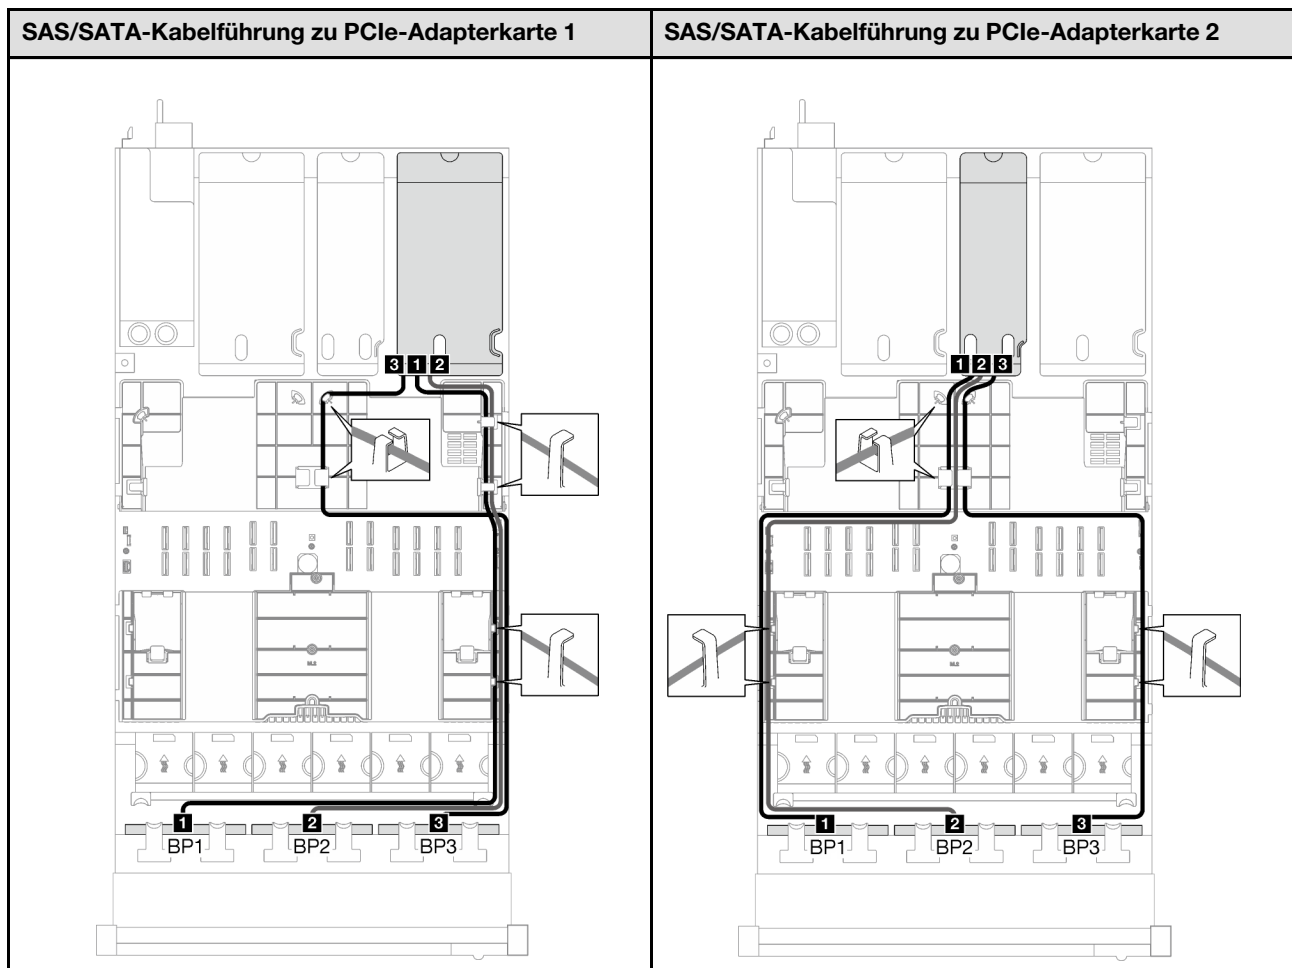 SAS/SATA-Kabelführung zu PCIe-Adapterkarte 1
SAS/SATA-Kabelführung zu PCIe-Adapterkarte 2
3 1 2
1 2 3
1 2 3
BP1 BP2 BP3
1 2 3
BP1 BP2 BP3